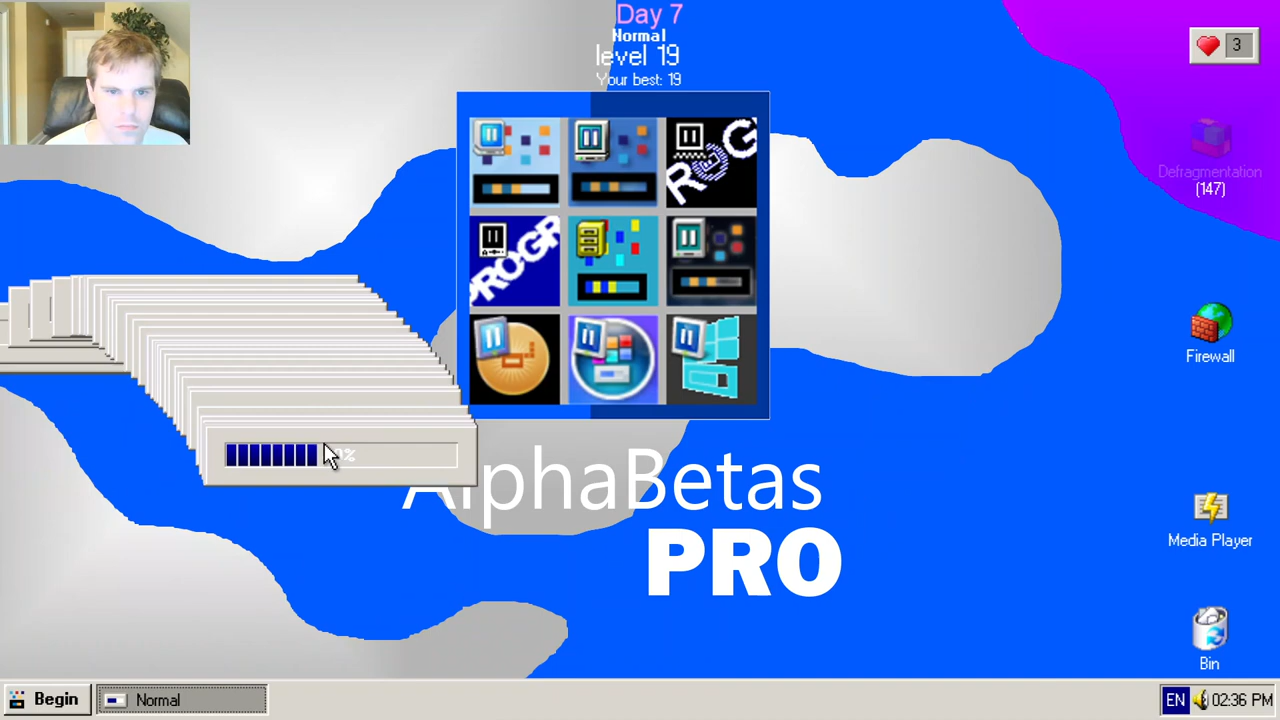 Day 7
Normal
level 19
Your best: 19
3
Defragmentation
(147)
Firewall
Media Player
Bin
AlphaBetas
PRO
PROGR
Begin
Normal
EN
02:36 PM